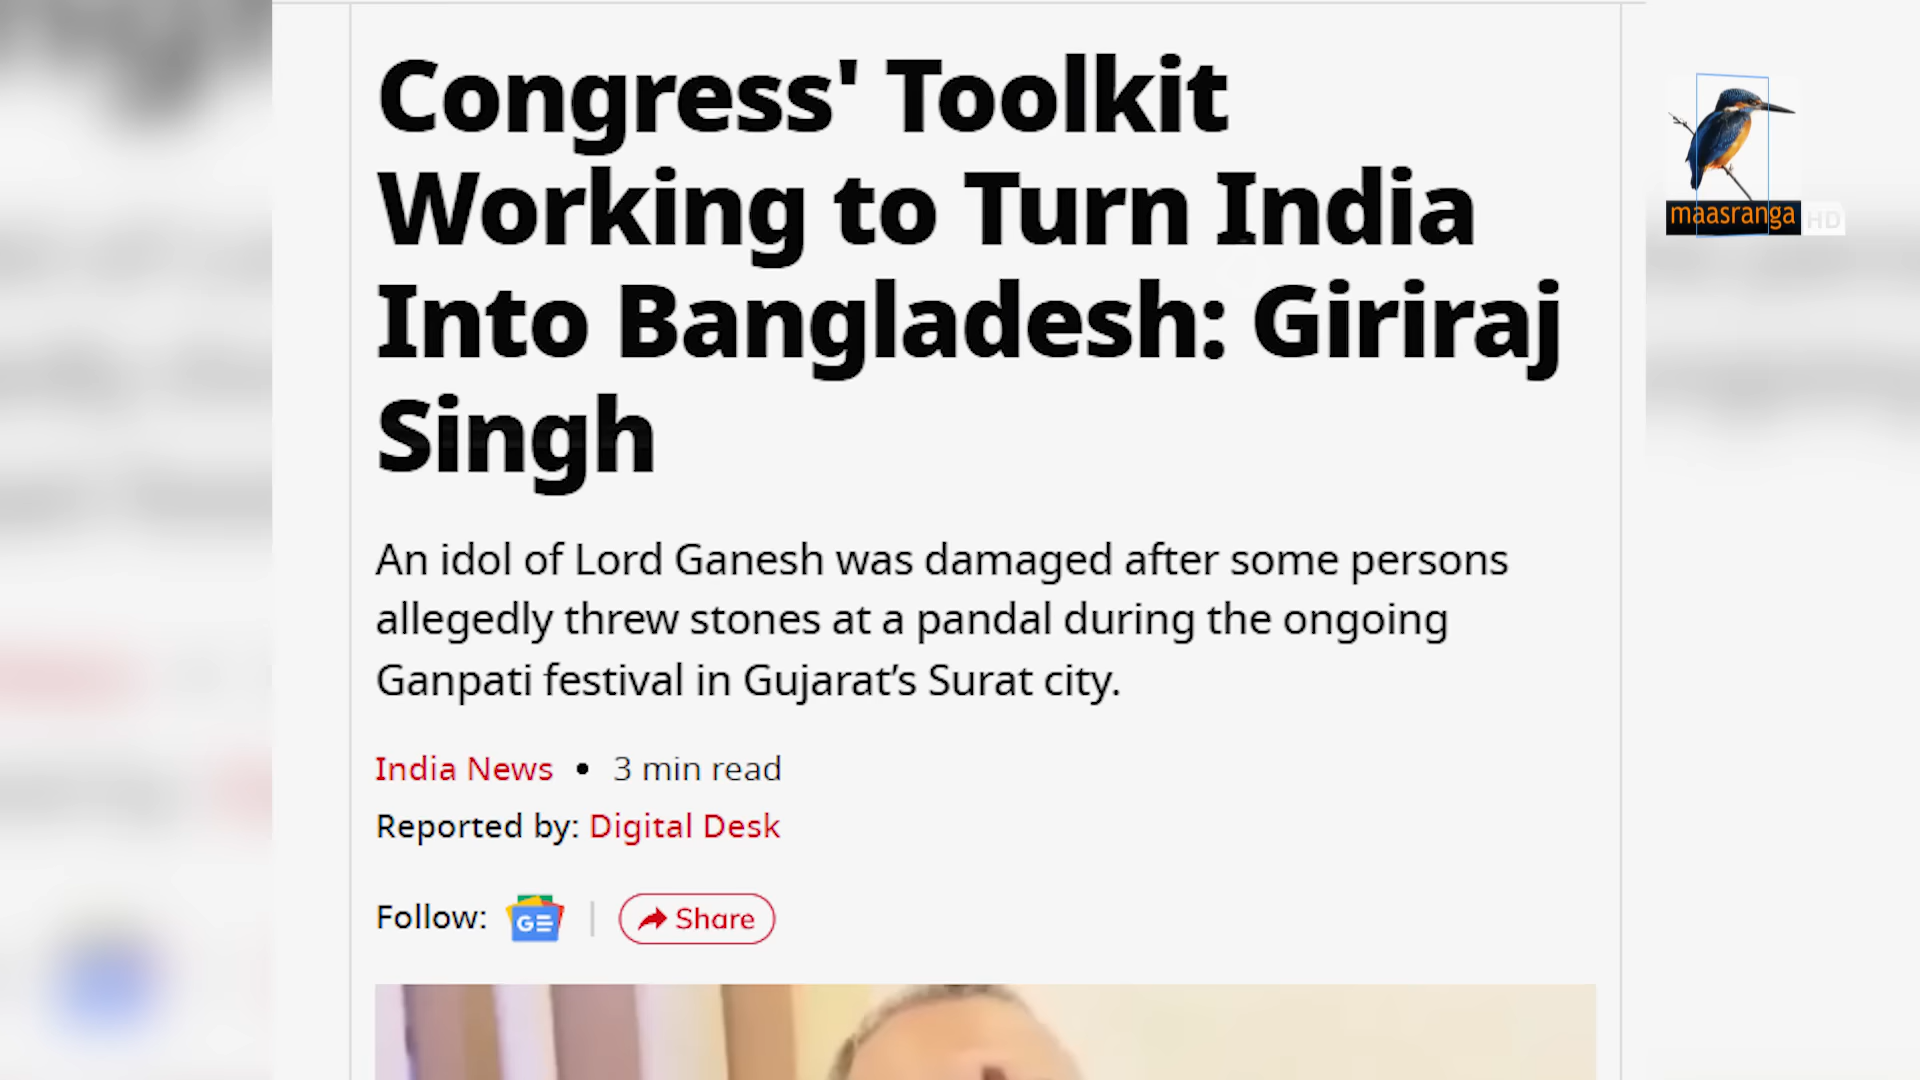 Congress' Toolkit
Working to Turn India
Into Bangladesh: Giriraj
Singh
An idol of Lord Ganesh was damaged after some persons
allegedly threw stones at a pandal during the ongoing
Ganpati festival in Gujarat’s Surat city.
India News • 3 min read
Reported by: Digital Desk
Follow: GE | Share
maasranga HD